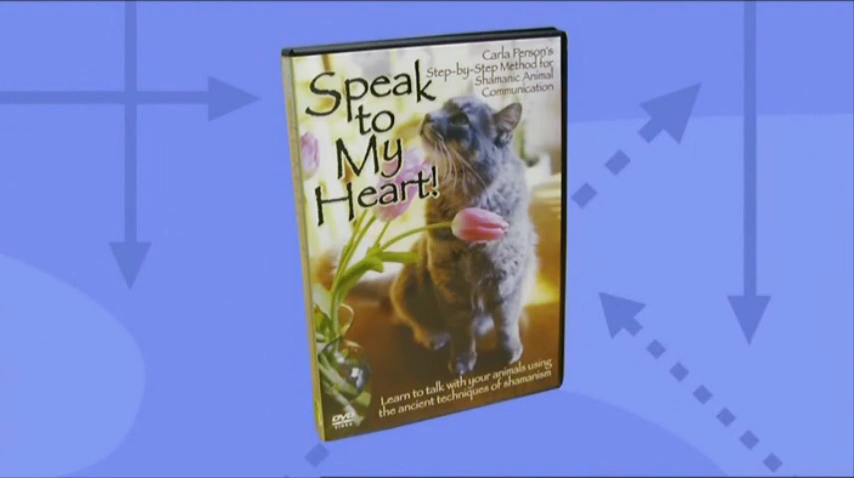 Carla Person's
Step-by-Step Method for
Shamanic Animal
Communication
Speak
to
My
Heart!
Learn to talk with your animals using
the ancient techniques of shamanism
DVD
VIDEO